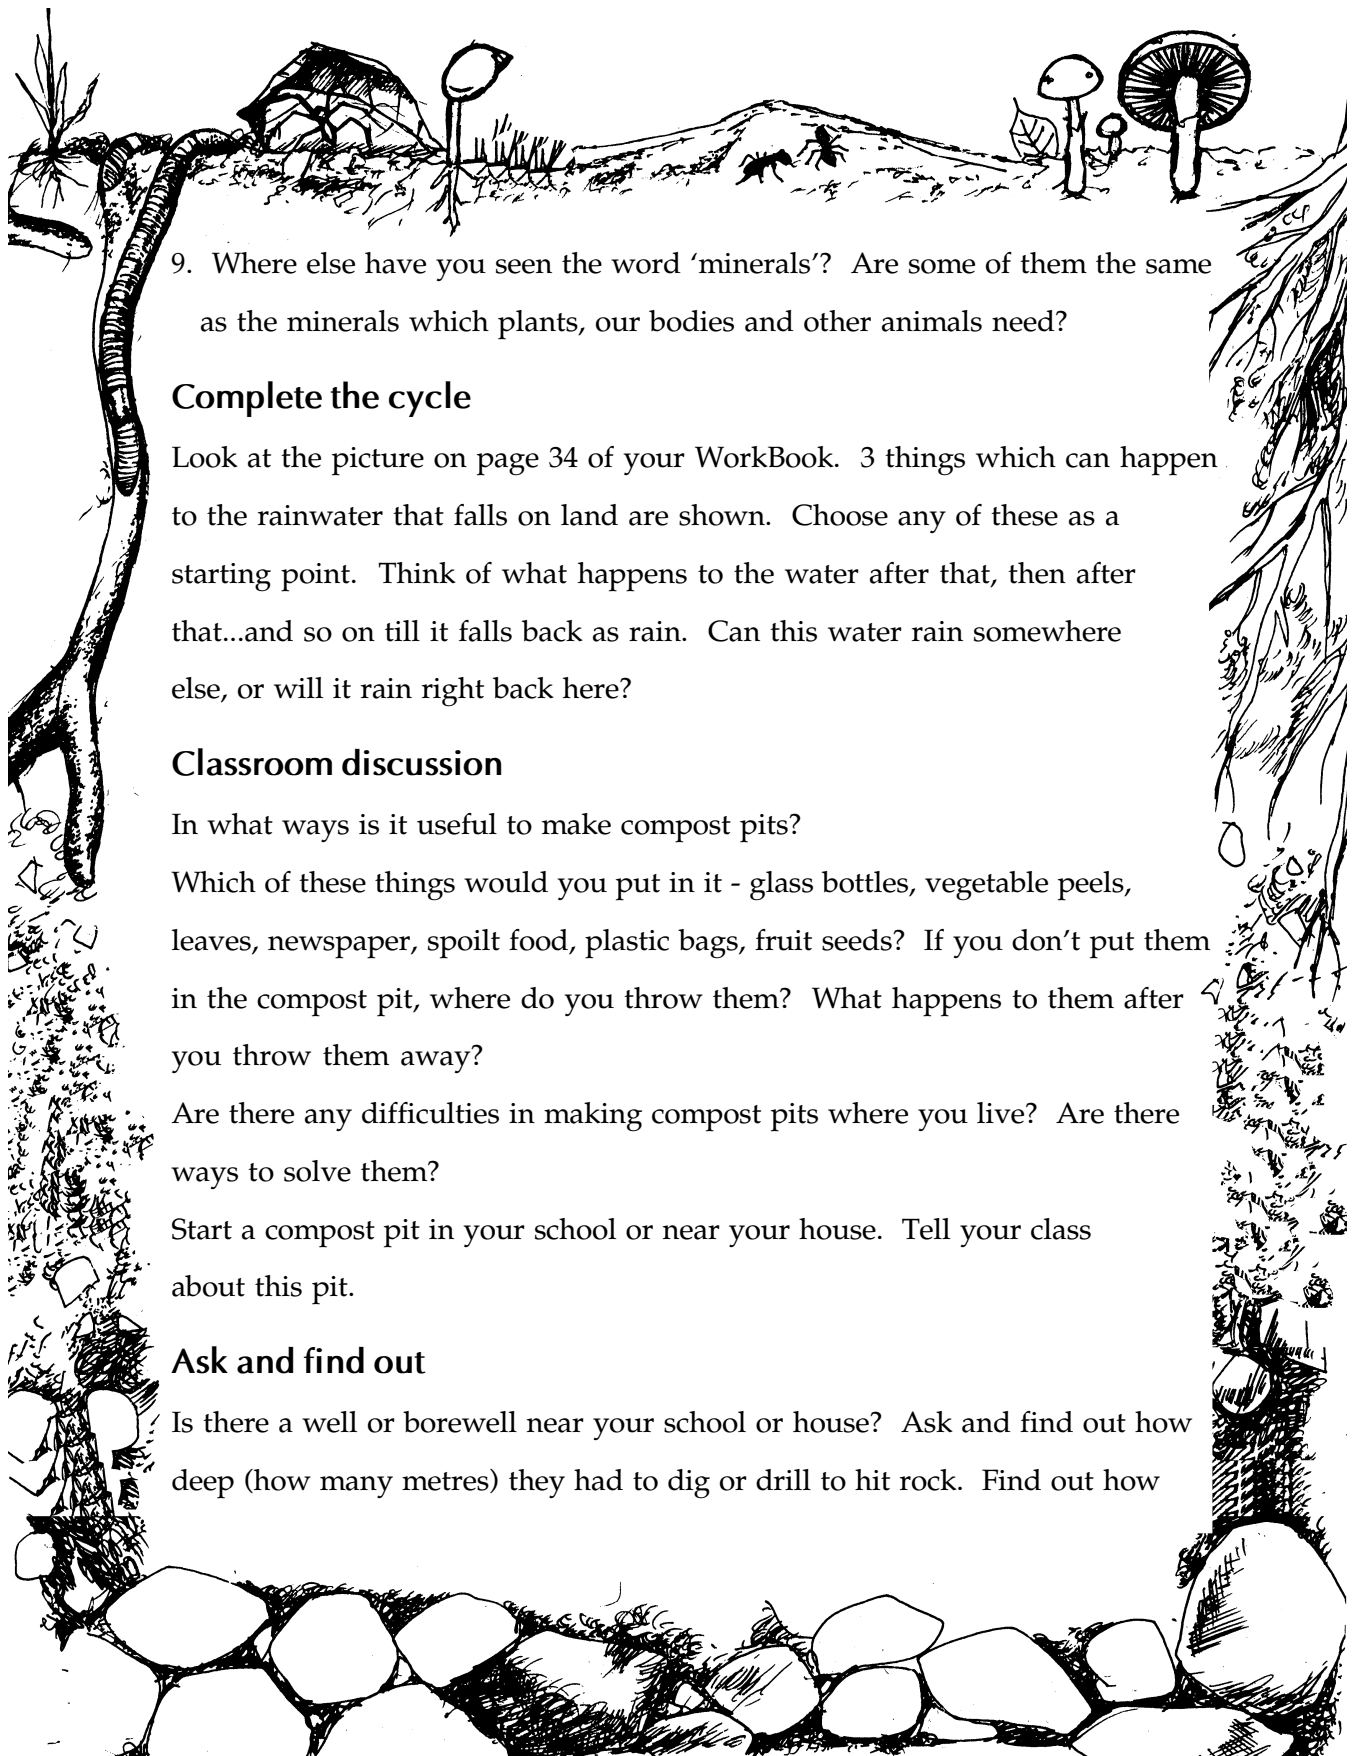 9. Where else have you seen the word ‘minerals’? Are some of them the same
as the minerals which plants, our bodies and other animals need?
Complete the cycle
Look at the picture on page 34 of your WorkBook. 3 things which can happen
to the rainwater that falls on land are shown. Choose any of these as a
starting point. Think of what happens to the water after that, then after
that...and so on till it falls back as rain. Can this water rain somewhere
else, or will it rain right back here?
Classroom discussion
In what ways is it useful to make compost pits?
Which of these things would you put in it - glass bottles, vegetable peels,
leaves, newspaper, spoilt food, plastic bags, fruit seeds? If you don’t put them
in the compost pit, where do you throw them? What happens to them after
you throw them away?
Are there any difficulties in making compost pits where you live? Are there
ways to solve them?
Start a compost pit in your school or near your house. Tell your class
about this pit.
Ask and find out
Is there a well or borewell near your school or house? Ask and find out how
deep (how many metres) they had to dig or drill to hit rock. Find out how